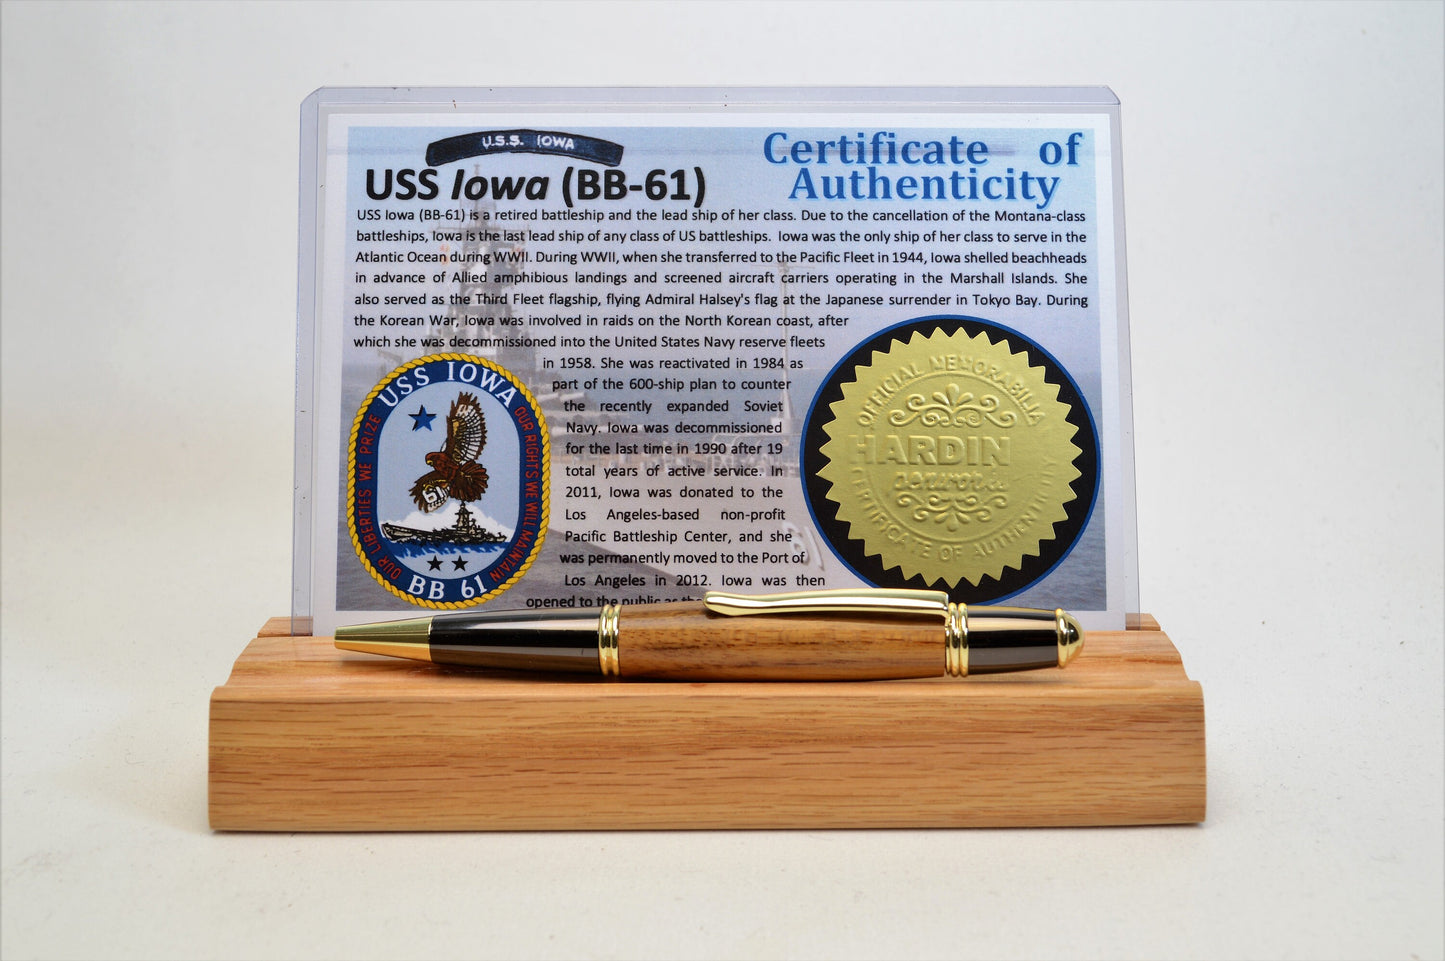 U.S.S. IOWA
USS Iowa (BB-61)
Certificate of
Authenticity
USS Iowa (BB-61) is a retired battleship and the lead ship of her class. Due to the cancellation of the Montana-class
battleships, Iowa is the last lead ship of any class of US battleships. Iowa was the only ship of her class to serve in the
Atlantic Ocean during WWII. During WWII, when she transferred to the Pacific Fleet in 1944, Iowa shelled beachheads
in advance of Allied amphibious landings and screened aircraft carriers operating in the Marshall Islands. She
also served as the Third Fleet flagship, flying Admiral Halsey's flag at the Japanese surrender in Tokyo Bay. During
the Korean War, Iowa was involved in raids on the North Korean coast, after
which she was decommissioned into the United States Navy reserve fleets
in 1958. She was reactivated in 1984 as
part of the 600-ship plan to counter
the recently expanded Soviet
Navy. Iowa was decommissioned
for the last time in 1990 after 19
total years of active service. In
2011, Iowa was donated to the
Los Angeles-based non-profit
Pacific Battleship Center, and she
was permanently moved to the Port of
Los Angeles in 2012. Iowa was then
opened to the public as the
USS IOWA
OUR LIBERTIES WE PRIZE
OUR RIGHTS WE WILL MAINTAIN
61
BB 61
OFFICIAL MEMORABILIA
HARDIN
CERTIFICATE OF AUTHENTICITY